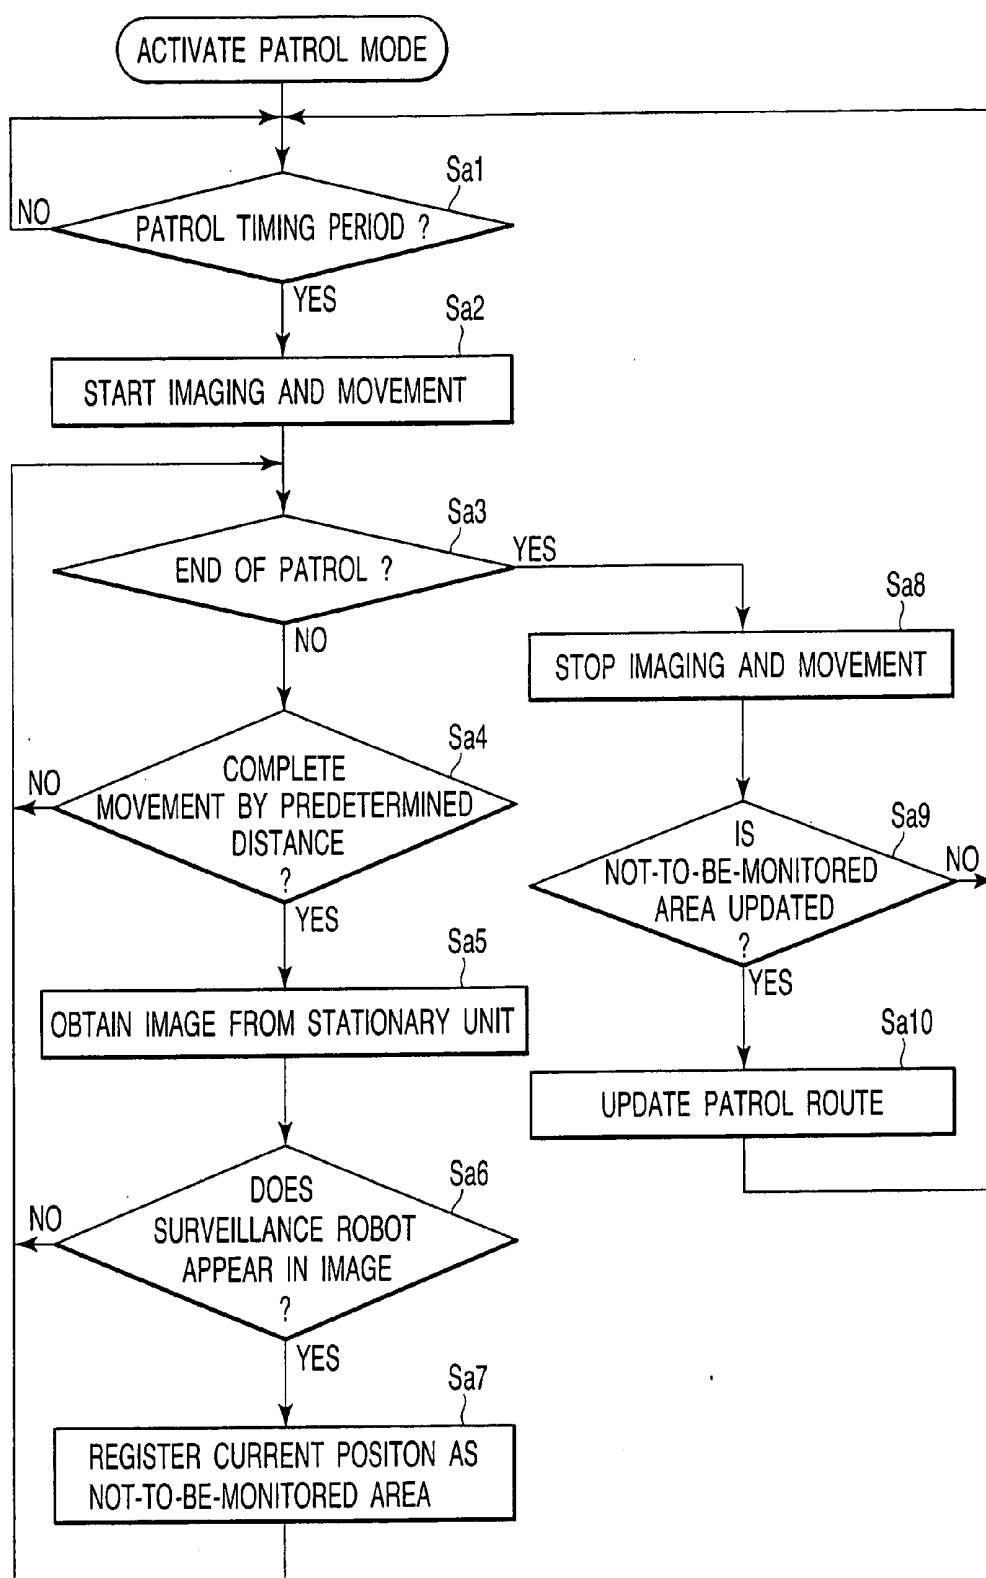 ACTIVATE PATROL MODE
Sa1
NO
PATROL TIMING PERIOD ?
YES
Sa2
START IMAGING AND MOVEMENT
Sa3
END OF PATROL ?
YES
NO
Sa8
STOP IMAGING AND MOVEMENT
Sa4
NO
COMPLETE
MOVEMENT BY PREDETERMINED
DISTANCE
?
YES
Sa9
IS
NOT-TO-BE-MONITORED
AREA UPDATED
?
NO
YES
Sa5
OBTAIN IMAGE FROM STATIONARY UNIT
Sa10
UPDATE PATROL ROUTE
Sa6
NO
DOES
SURVEILLANCE ROBOT
APPEAR IN IMAGE
?
YES
Sa7
REGISTER CURRENT POSITON AS
NOT-TO-BE-MONITORED AREA